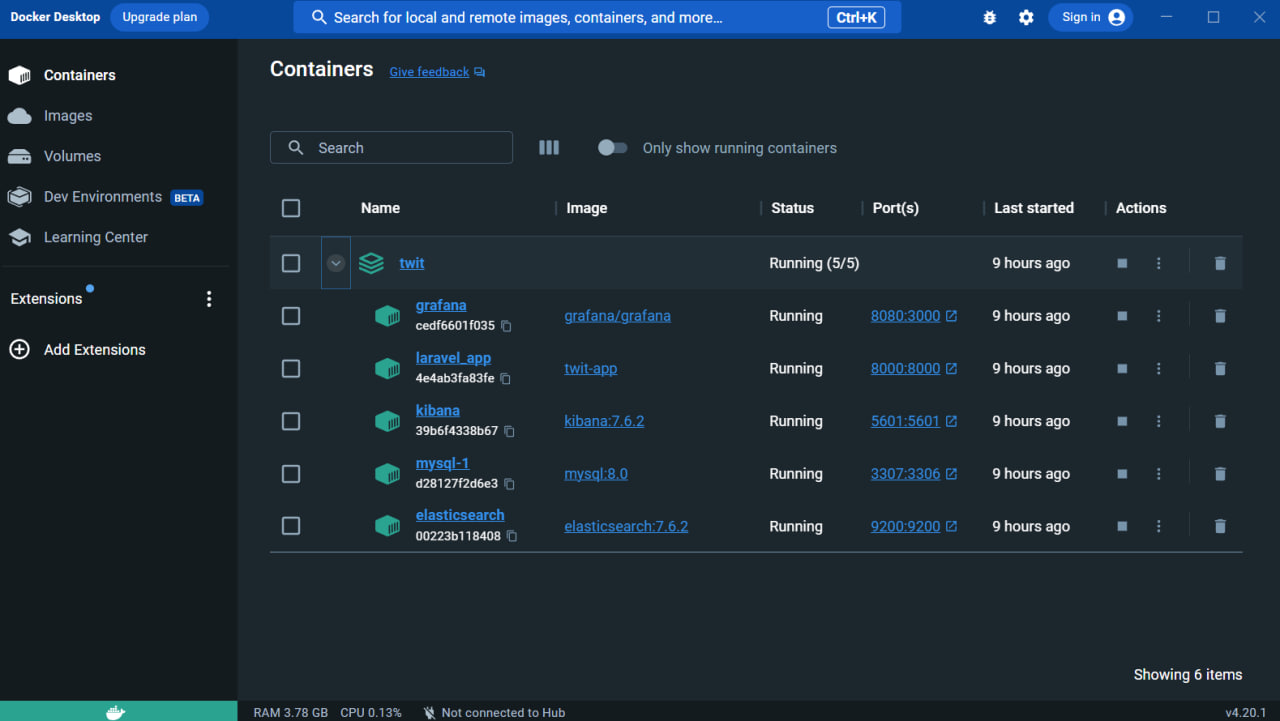 Docker Desktop Upgrade plan Search for local and remote images, containers, and more... Ctrl+K Sign in
Containers
Images
Volumes
Dev Environments BETA
Learning Center
Extensions
Add Extensions
Containers Give feedback
Search Only show running containers
Name Image Status Port(s) Last started Actions
twit Running (5/5) 9 hours ago
grafana
cedf6601f035 grafana/grafana Running 8080:3000 9 hours ago
laravel_app
4e4ab3fa83fe twit-app Running 8000:8000 9 hours ago
kibana
39b6f4338b67 kibana:7.6.2 Running 5601:5601 9 hours ago
mysql-1
d28127f2d6e3 mysql:8.0 Running 3307:3306 9 hours ago
elasticsearch
00223b118408 elasticsearch:7.6.2 Running 9200:9200 9 hours ago
Showing 6 items
RAM 3.78 GB CPU 0.13% Not connected to Hub v4.20.1